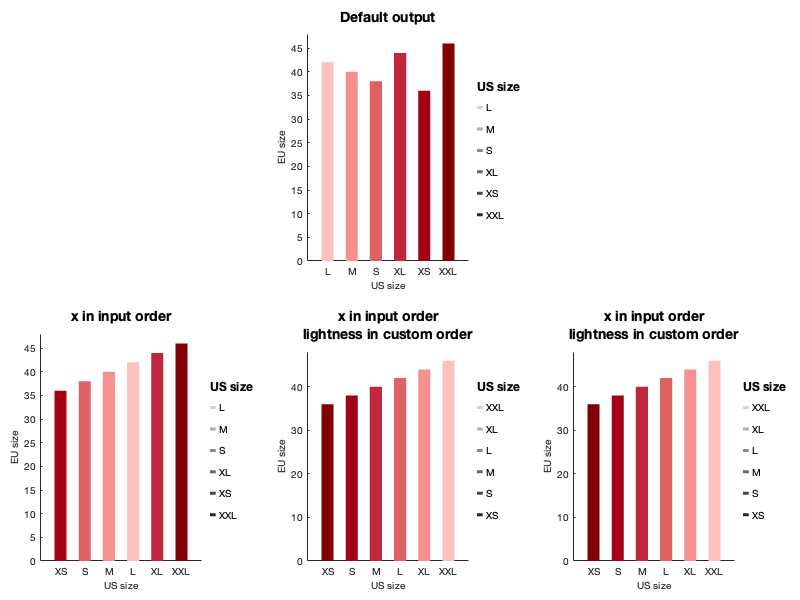 Default output
45
40
35
30
25
20
15
10
5
0
EU size
L M S XL XS XXL
US size
US size
L
M
S
XL
XS
XXL
x in input order
45
40
35
30
25
20
15
10
5
0
EU size
XS S M L XL XXL
US size
US size
L
M
S
XL
XS
XXL
x in input order
lightness in custom order
40
30
20
10
0
EU size
XS S M L XL XXL
US size
US size
XXL
XL
L
M
S
XS
x in input order
lightness in custom order
40
30
20
10
0
EU size
XS S M L XL XXL
US size
US size
XXL
XL
L
M
S
XS